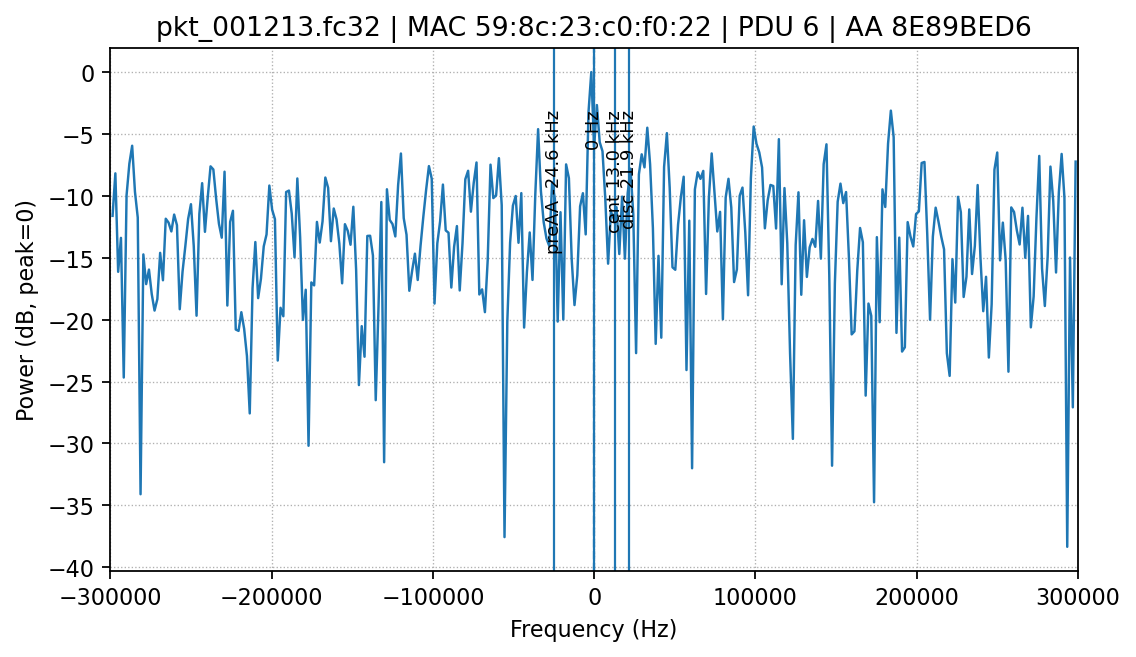 pkt_001213.fc32 | MAC 59:8c:23:c0:f0:22 | PDU 6 | AA 8E89BED6
Power (dB, peak=0)
0
−5
−10
−15
−20
−25
−30
−35
−40
preAA -24.6 kHz
0 Hz
cent 13.0 kHz
disc 21.9 kHz
−300000
−200000
−100000
0
100000
200000
300000
Frequency (Hz)